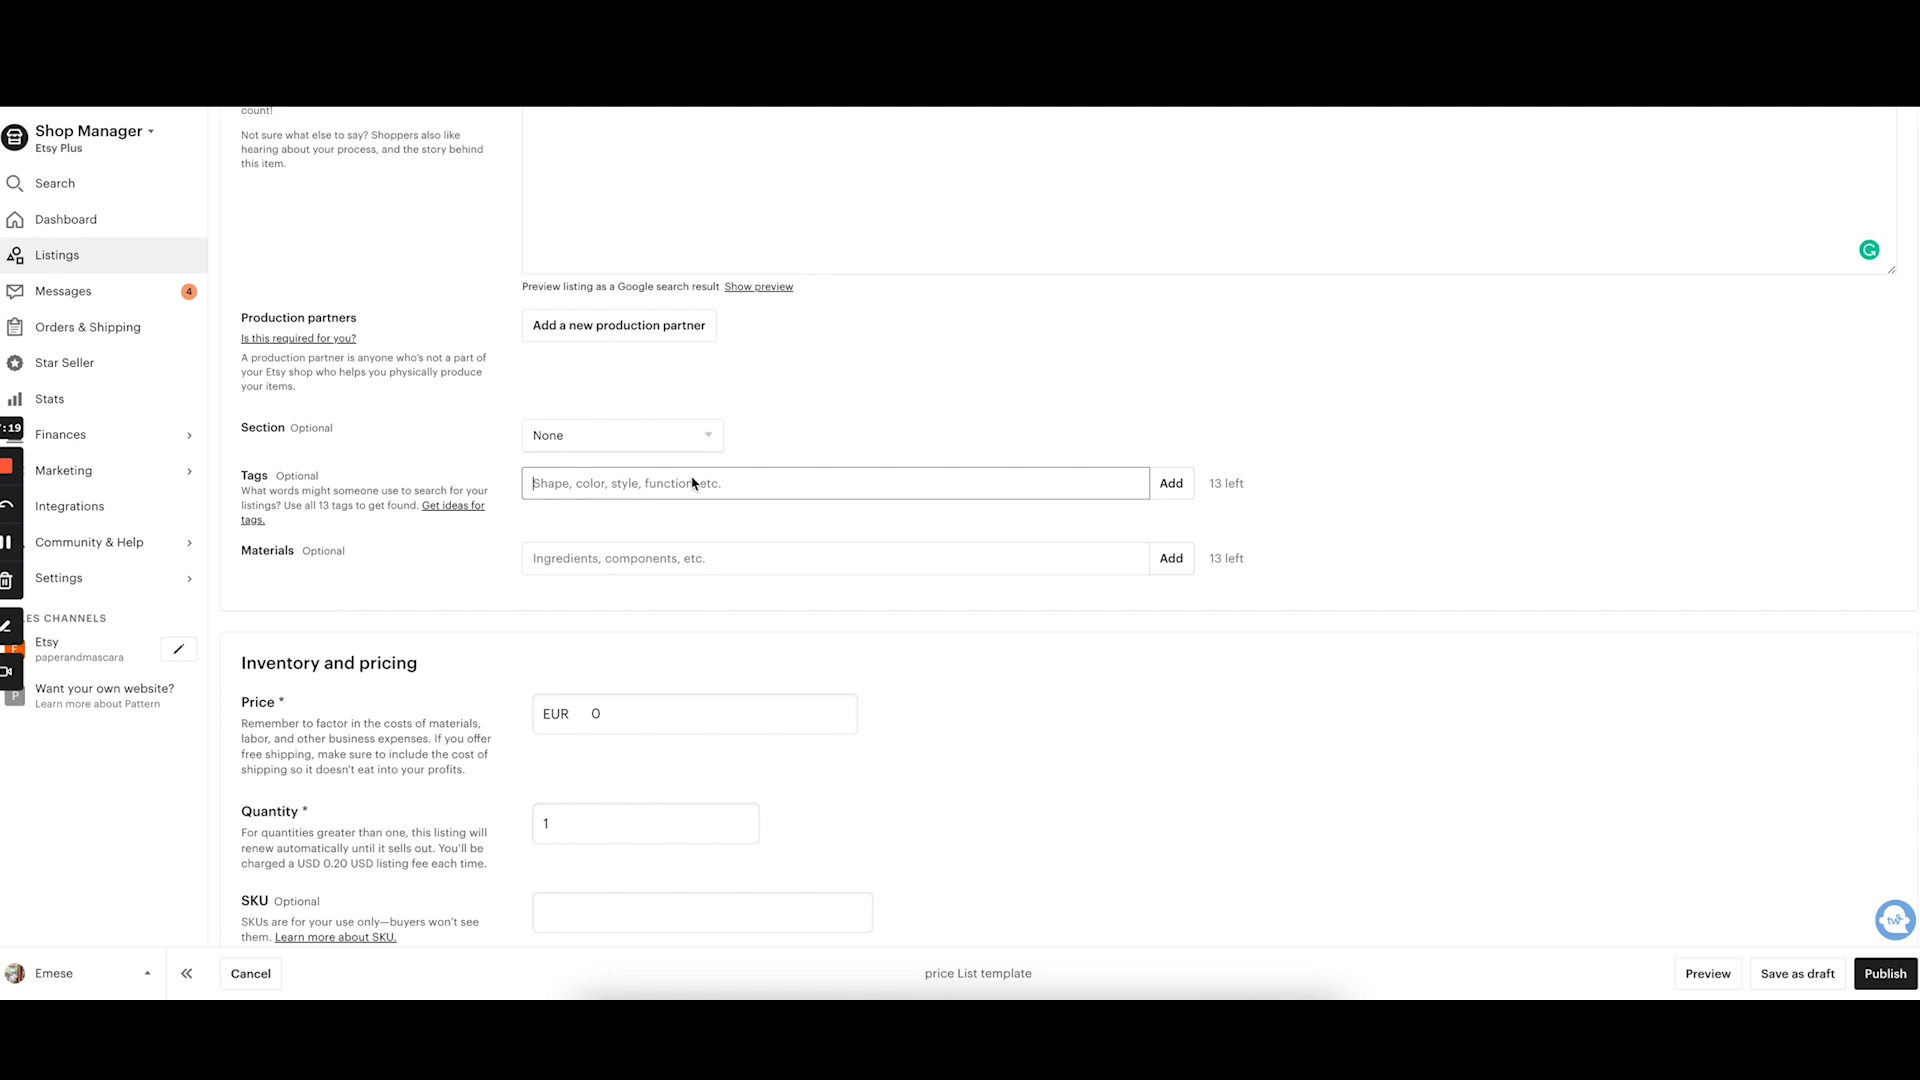 count!
Shop Manager
Etsy Plus
Not sure what else to say? Shoppers also like
hearing about your process, and the story behind
this item.
Search
Dashboard
Listings
Messages 4
Orders & Shipping
Star Seller
Stats
:19
Finances
Marketing
Integrations
Community & Help
Settings
ES CHANNELS
Etsy
paperandmascara
P
Want your own website?
Learn more about Pattern
Preview listing as a Google search result Show preview
Production partners
Is this required for you?
A production partner is anyone who's not a part of
your Etsy shop who helps you physically produce
your items.
Add a new production partner
Section Optional
None
Tags Optional
What words might someone use to search for your
listings? Use all 13 tags to get found. Get ideas for
tags.
Shape, color, style, function, etc.
Add
13 left
Materials Optional
Ingredients, components, etc.
Add
13 left
Inventory and pricing
Price *
Remember to factor in the costs of materials,
labor, and other business expenses. If you offer
free shipping, make sure to include the cost of
shipping so it doesn't eat into your profits.
EUR 0
Quantity *
For quantities greater than one, this listing will
renew automatically until it sells out. You'll be
charged a USD 0.20 USD listing fee each time.
1
SKU Optional
SKUs are for your use only—buyers won't see
them. Learn more about SKU.
Emese
Cancel
price List template
Preview
Save as draft
Publish